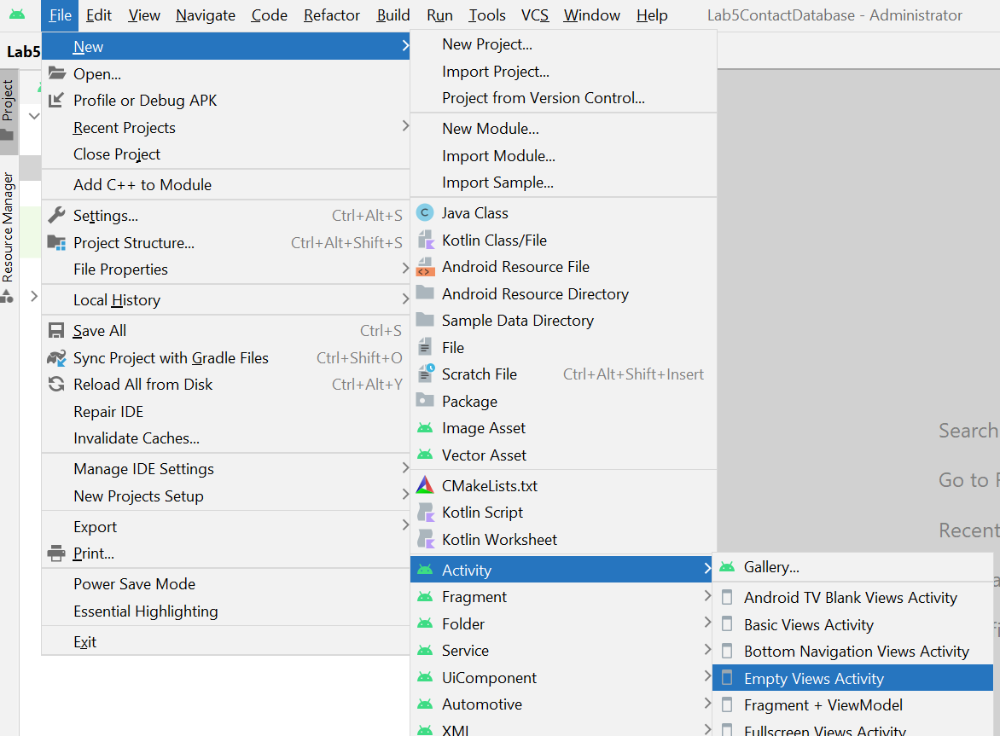 File Edit View Navigate Code Refactor Build Run Tools VCS Window Help Lab5ContactDatabase - Administrator
Lab5
Project
Resource Manager
New
Open...
Profile or Debug APK
Recent Projects
Close Project
Add C++ to Module
Settings... Ctrl+Alt+S
Project Structure... Ctrl+Alt+Shift+S
File Properties
Local History
Save All Ctrl+S
Sync Project with Gradle Files Ctrl+Shift+O
Reload All from Disk Ctrl+Alt+Y
Repair IDE
Invalidate Caches...
Manage IDE Settings
New Projects Setup
Export
Print...
Power Save Mode
Essential Highlighting
Exit
New Project...
Import Project...
Project from Version Control...
New Module...
Import Module...
Import Sample...
Java Class
Kotlin Class/File
Android Resource File
Android Resource Directory
Sample Data Directory
File
Scratch File Ctrl+Alt+Shift+Insert
Package
Image Asset
Vector Asset
CMakeLists.txt
Kotlin Script
Kotlin Worksheet
Activity
Fragment
Folder
Service
UiComponent
Automotive
XML
Search
Go to
Recent
Gallery...
Android TV Blank Views Activity
Basic Views Activity
Bottom Navigation Views Activity
Empty Views Activity
Fragment + ViewModel
Fullscreen Views Activity